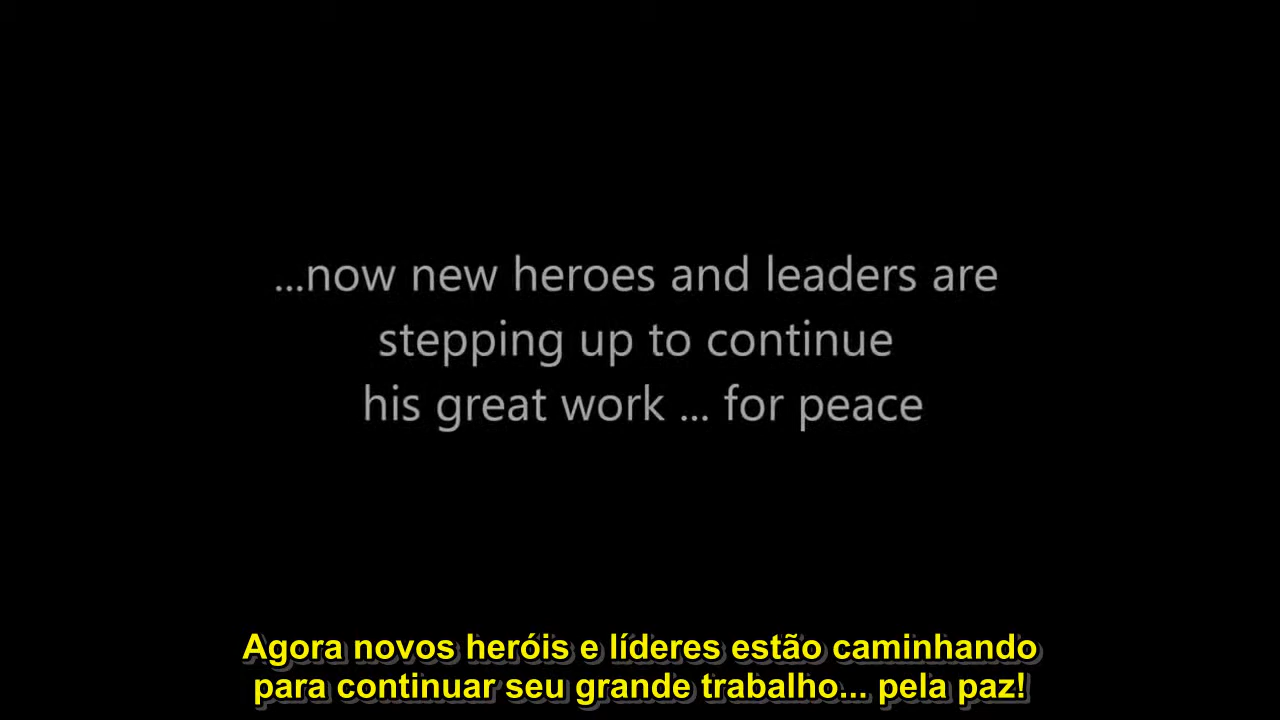 ...now new heroes and leaders are
stepping up to continue
his great work ... for peace
Agora novos heróis e líderes estão caminhando
para continuar seu grande trabalho... pela paz!